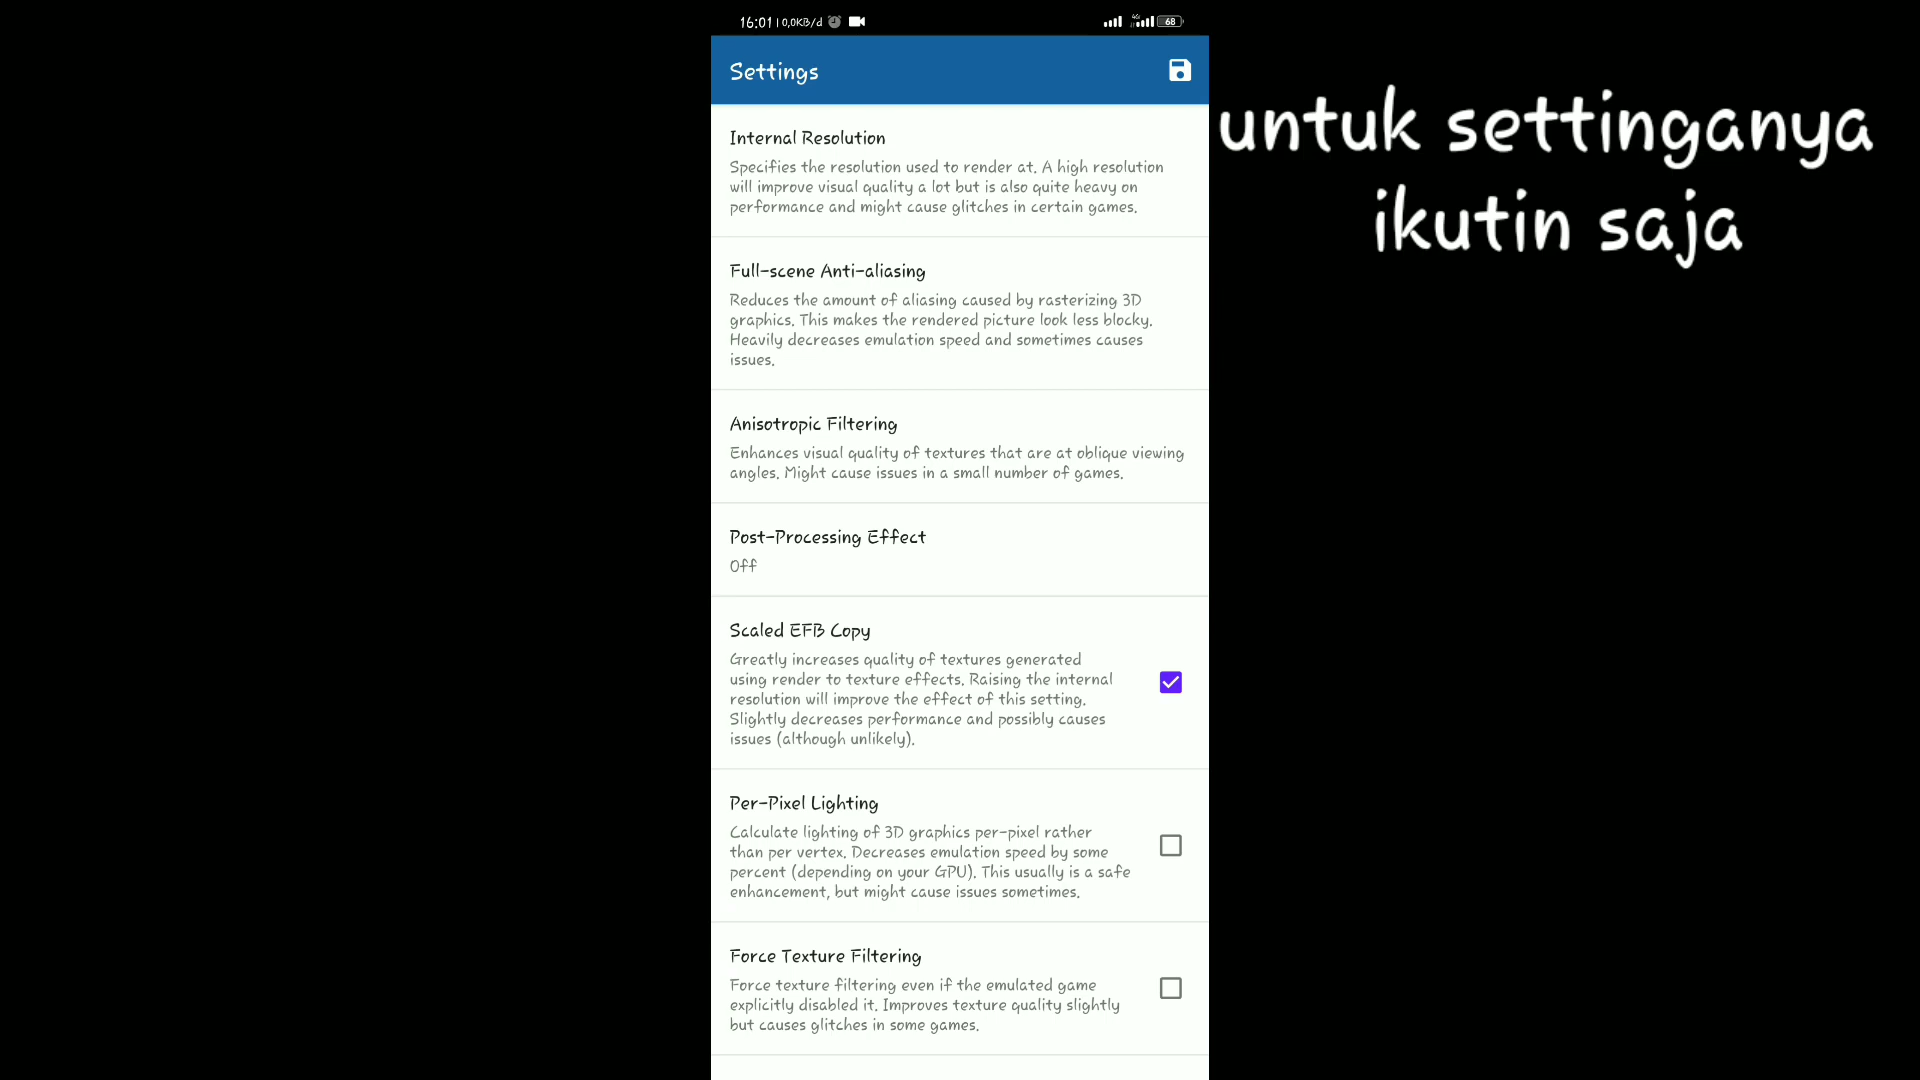 16:01 | 0,0KB/d
4G
68
Settings
untuk settinganya
ikutin saja
Internal Resolution
Specifies the resolution used to render at. A high resolution
will improve visual quality a lot but is also quite heavy on
performance and might cause glitches in certain games.
Full-scene Anti-aliasing
Reduces the amount of aliasing caused by rasterizing 3D
graphics. This makes the rendered picture look less blocky.
Heavily decreases emulation speed and sometimes causes
issues.
Anisotropic Filtering
Enhances visual quality of textures that are at oblique viewing
angles. Might cause issues in a small number of games.
Post-Processing Effect
Off
Scaled EFB Copy
Greatly increases quality of textures generated
using render to texture effects. Raising the internal
resolution will improve the effect of this setting.
Slightly decreases performance and possibly causes
issues (although unlikely).
Per-Pixel Lighting
Calculate lighting of 3D graphics per-pixel rather
than per vertex. Decreases emulation speed by some
percent (depending on your GPU). This usually is a safe
enhancement, but might cause issues sometimes.
Force Texture Filtering
Force texture filtering even if the emulated game
explicitly disabled it. Improves texture quality slightly
but causes glitches in some games.